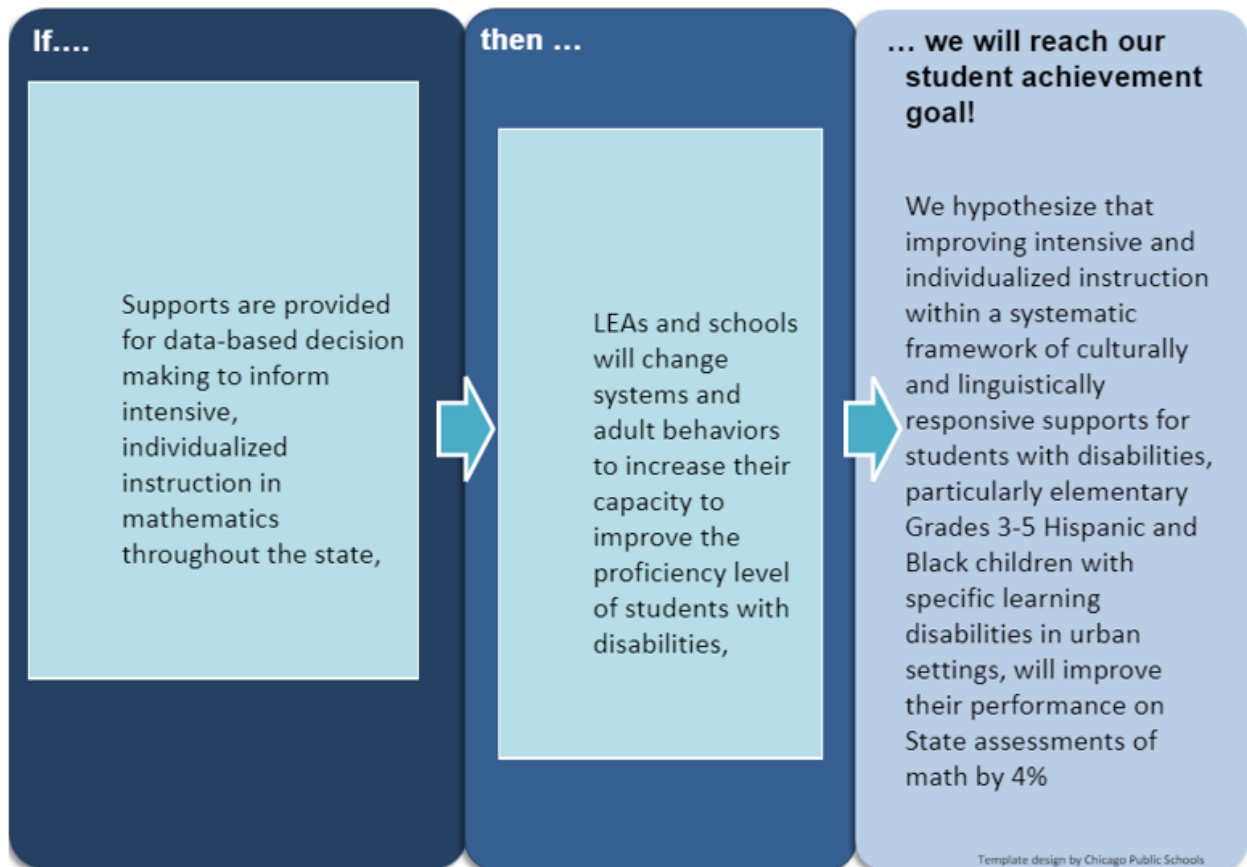 If....
Supports are provided
for data-based decision
making to inform
intensive,
individualized
instruction in
mathematics
throughout the state,
then ...
LEAs and schools
will change
systems and
adult behaviors
to increase their
capacity to
improve the
proficiency level
of students with
disabilities,
... we will reach our
student achievement
goal!
We hypothesize that
improving intensive and
individualized instruction
within a systematic
framework of culturally
and linguistically
responsive supports for
students with disabilities,
particularly elementary
Grades 3-5 Hispanic and
Black children with
specific learning
disabilities in urban
settings, will improve
their performance on
State assessments of
math by 4%
Template design by Chicago Public Schools